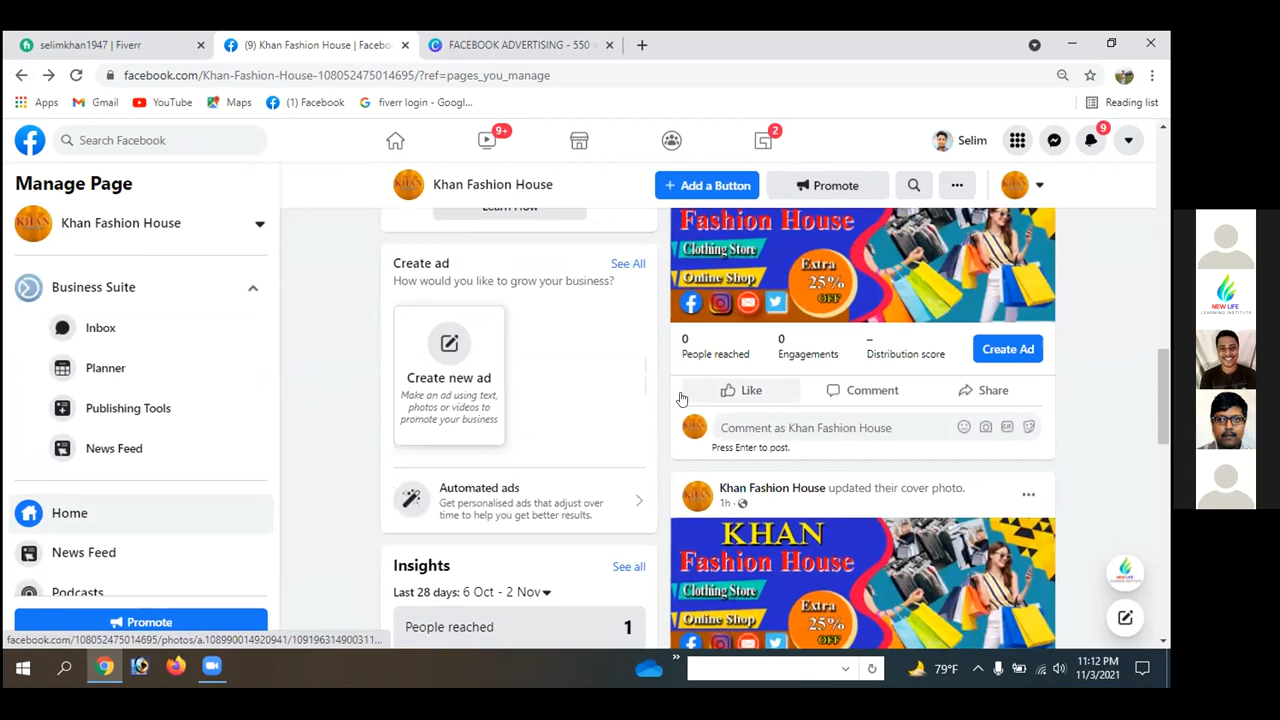 selimkhan1947 | Fiverr
(9) Khan Fashion House | Facebo
FACEBOOK ADVERTISING - 550
facebook.com/Khan-Fashion-House-108052475014695/?ref=pages_you_manage
Apps
Gmail
YouTube
Maps
(1) Facebook
fiverr login - Googl...
Reading list
Search Facebook
9+
2
Selim
9
Manage Page
Khan Fashion House
Business Suite
Inbox
Planner
Publishing Tools
News Feed
Home
News Feed
Podcasts
Promote
Khan Fashion House
Add a Button
Promote
Learn How
Create ad
See All
How would you like to grow your business?
Create new ad
Make an ad using text,
photos or videos to
promote your business
Automated ads
Get personalised ads that adjust over
time to help you get better results.
Insights
See all
Last 28 days: 6 Oct - 2 Nov
People reached
1
Fashion House
Clothing Store
Online Shop
Extra
25%
OFF
0
People reached
0
Engagements
–
Distribution score
Create Ad
Like
Comment
Share
Comment as Khan Fashion House
Press Enter to post.
Khan Fashion House updated their cover photo.
1h
KHAN
Fashion House
Clothing Store
Online Shop
Extra
25%
OFF
NEW LIFE
LEARNING INSTITUTE
facebook.com/108052475014695/photos/a.108990014920941/109196314900311...
79°F
11:12 PM
11/3/2021